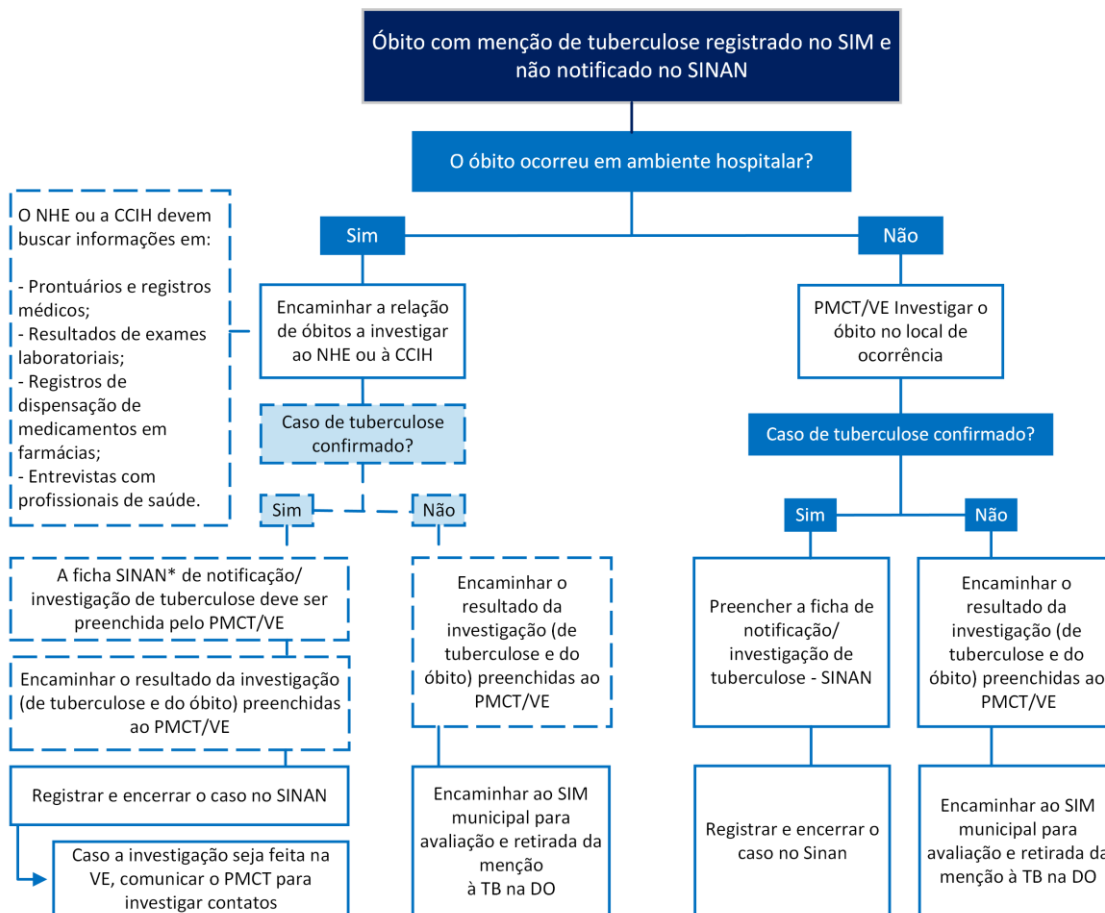 Óbito com menção de tuberculose registrado no SIM e
não notificado no SINAN
O óbito ocorreu em ambiente hospitalar?
O NHE ou a CCIH devem
buscar informações em:
- Prontuários e registros
médicos;
- Resultados de exames
laboratoriais;
- Registros de
dispensação de
medicamentos em
farmácias;
- Entrevistas com
profissionais de saúde.
Sim
Não
Encaminhar a relação
de óbitos a investigar
ao NHE ou à CCIH
PMCT/VE Investigar o
óbito no local de
ocorrência
Caso de tuberculose
confirmado?
Caso de tuberculose confirmado?
Sim
Não
Sim
Não
A ficha SINAN* de notificação/
investigação de tuberculose deve ser
preenchida pelo PMCT/VE
Encaminhar o resultado da investigação
(de tuberculose e do óbito) preenchidas
ao PMCT/VE
Registrar e encerrar o caso no SINAN
Caso a investigação seja feita na
VE, comunicar o PMCT para
investigar contatos
Encaminhar o
resultado da
investigação (de
tuberculose e do
óbito) preenchidas ao
PMCT/VE
Encaminhar ao SIM
municipal para
avaliação e retirada da
menção
à TB na DO
Preencher a ficha de
notificação/
investigação de
tuberculose - SINAN
Registrar e encerrar o
caso no Sinan
Encaminhar o
resultado da
investigação (de
tuberculose e do
óbito) preenchidas ao
PMCT/VE
Encaminhar ao SIM
municipal para
avaliação e retirada da
menção à TB na DO